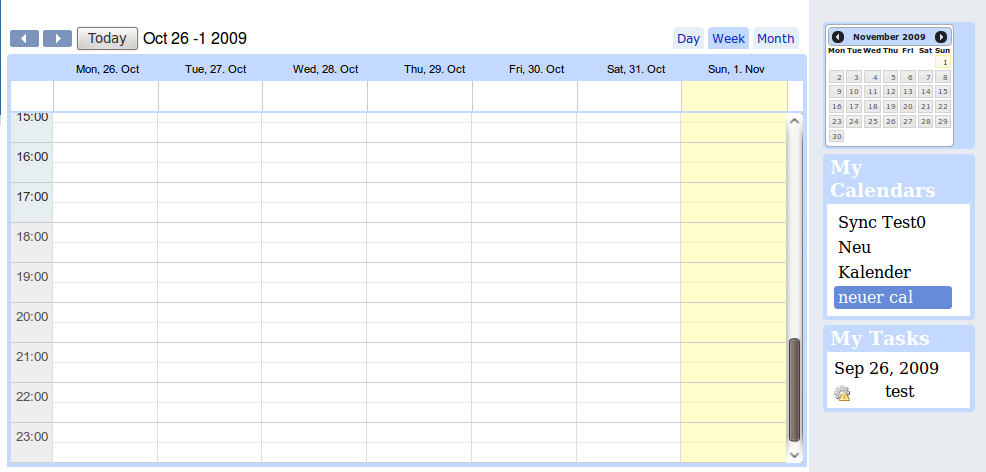 Today Oct 26 -1 2009 Day Week Month
Mon, 26. Oct Tue, 27. Oct Wed, 28. Oct Thu, 29. Oct Fri, 30. Oct Sat, 31. Oct Sun, 1. Nov
15:00
16:00
17:00
18:00
19:00
20:00
21:00
22:00
23:00
November 2009
Mon Tue Wed Thu Fri Sat Sun
1
2 3 4 5 6 7 8
9 10 11 12 13 14 15
16 17 18 19 20 21 22
23 24 25 26 27 28 29
30
My
Calendars
Sync Test0
Neu
Kalender
neuer cal
My Tasks
Sep 26, 2009
test